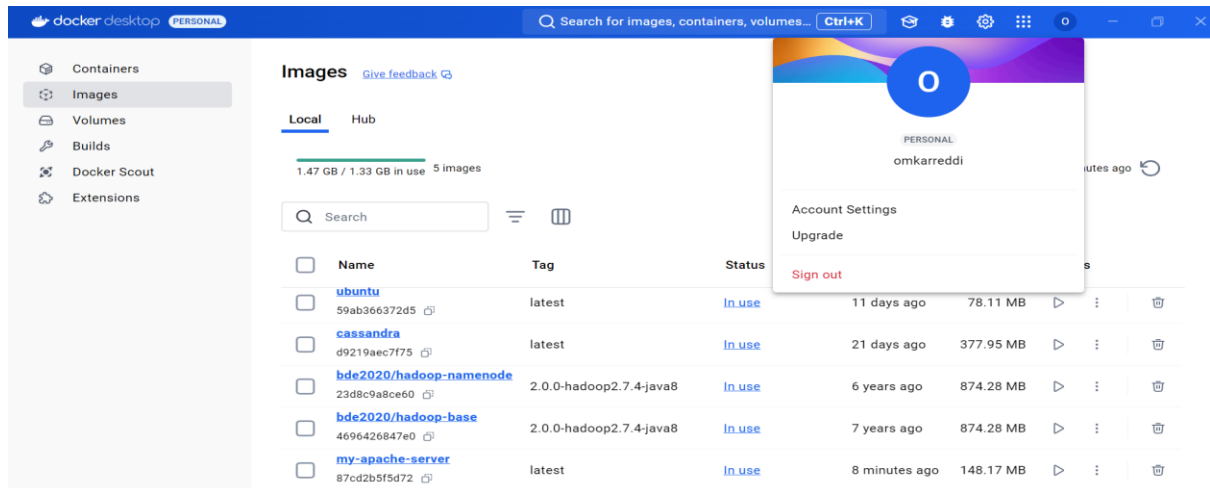 docker desktop PERSONAL Search for images, containers, volumes... Ctrl+K O
Containers
Images
Volumes
Builds
Docker Scout
Extensions
Images Give feedback
Local Hub
1.47 GB / 1.33 GB in use 5 images
utes ago
Search
O
PERSONAL
omkarreddi
Account Settings
Upgrade
Sign out
Name Tag Status s
ubuntu
59ab366372d5 latest In use 11 days ago 78.11 MB
cassandra
d9219aec7f75 latest In use 21 days ago 377.95 MB
bde2020/hadoop-namenode
23d8c9a8ce60 2.0.0-hadoop2.7.4-java8 In use 6 years ago 874.28 MB
bde2020/hadoop-base
4696426847e0 2.0.0-hadoop2.7.4-java8 In use 7 years ago 874.28 MB
my-apache-server
87cd2b5f5d72 latest In use 8 minutes ago 148.17 MB